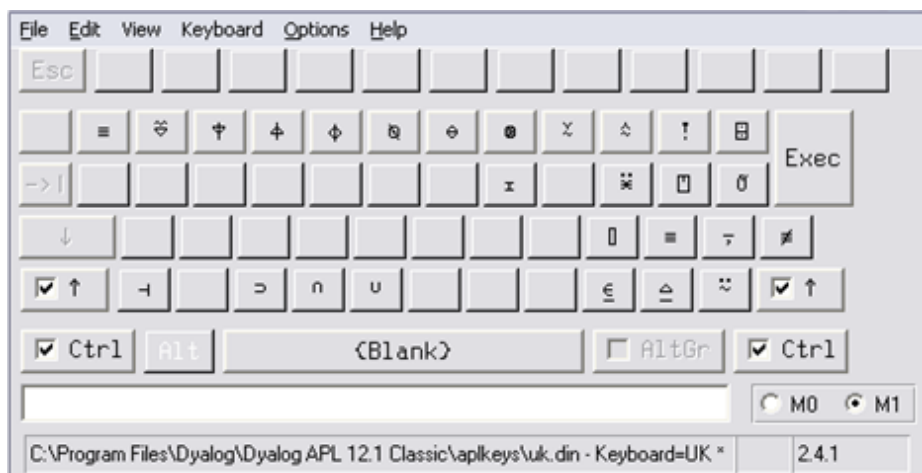 File Edit View Keyboard Options Help
Esc
≡ ⍢ ⍖ ⍋ ⌽ ⍉ ⊖ ⍟ ⍱ ⍲ ! ⌹
Exec
->| ⌶ ⍣ ⍞ ⍥
↓ ⌷ ≡ ⍪ ≢
↑ ⊣ ⊃ ∩ ∪ ⍷ ⍙ ⍨ ↑
Ctrl Alt {Blank} AltGr Ctrl
M0 M1
C:\Program Files\Dyalog\Dyalog APL 12.1 Classic\aplkeys\uk.din - Keyboard=UK * 2.4.1